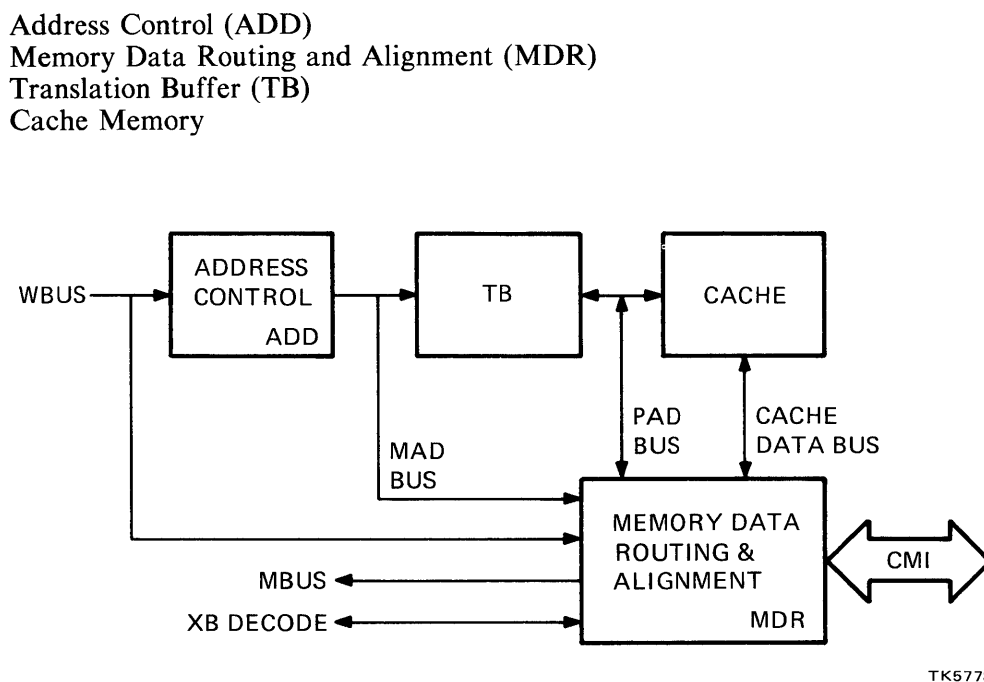 Address Control (ADD)
Memory Data Routing and Alignment (MDR)
Translation Buffer (TB)
Cache Memory
WBUS
ADDRESS
CONTROL
ADD
TB
CACHE
MAD
BUS
PAD
BUS
CACHE
DATA BUS
MEMORY DATA
ROUTING &
ALIGNMENT
MDR
CMI
MBUS
XB DECODE